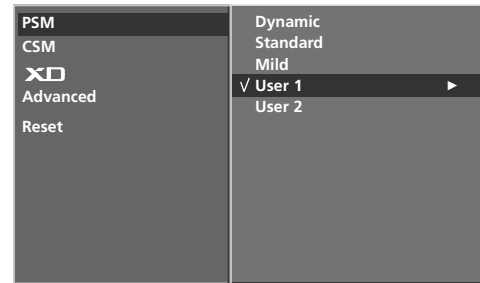 PSM
CSM
XD
Advanced
Reset
Dynamic
Standard
Mild
√ User 1 ►
User 2